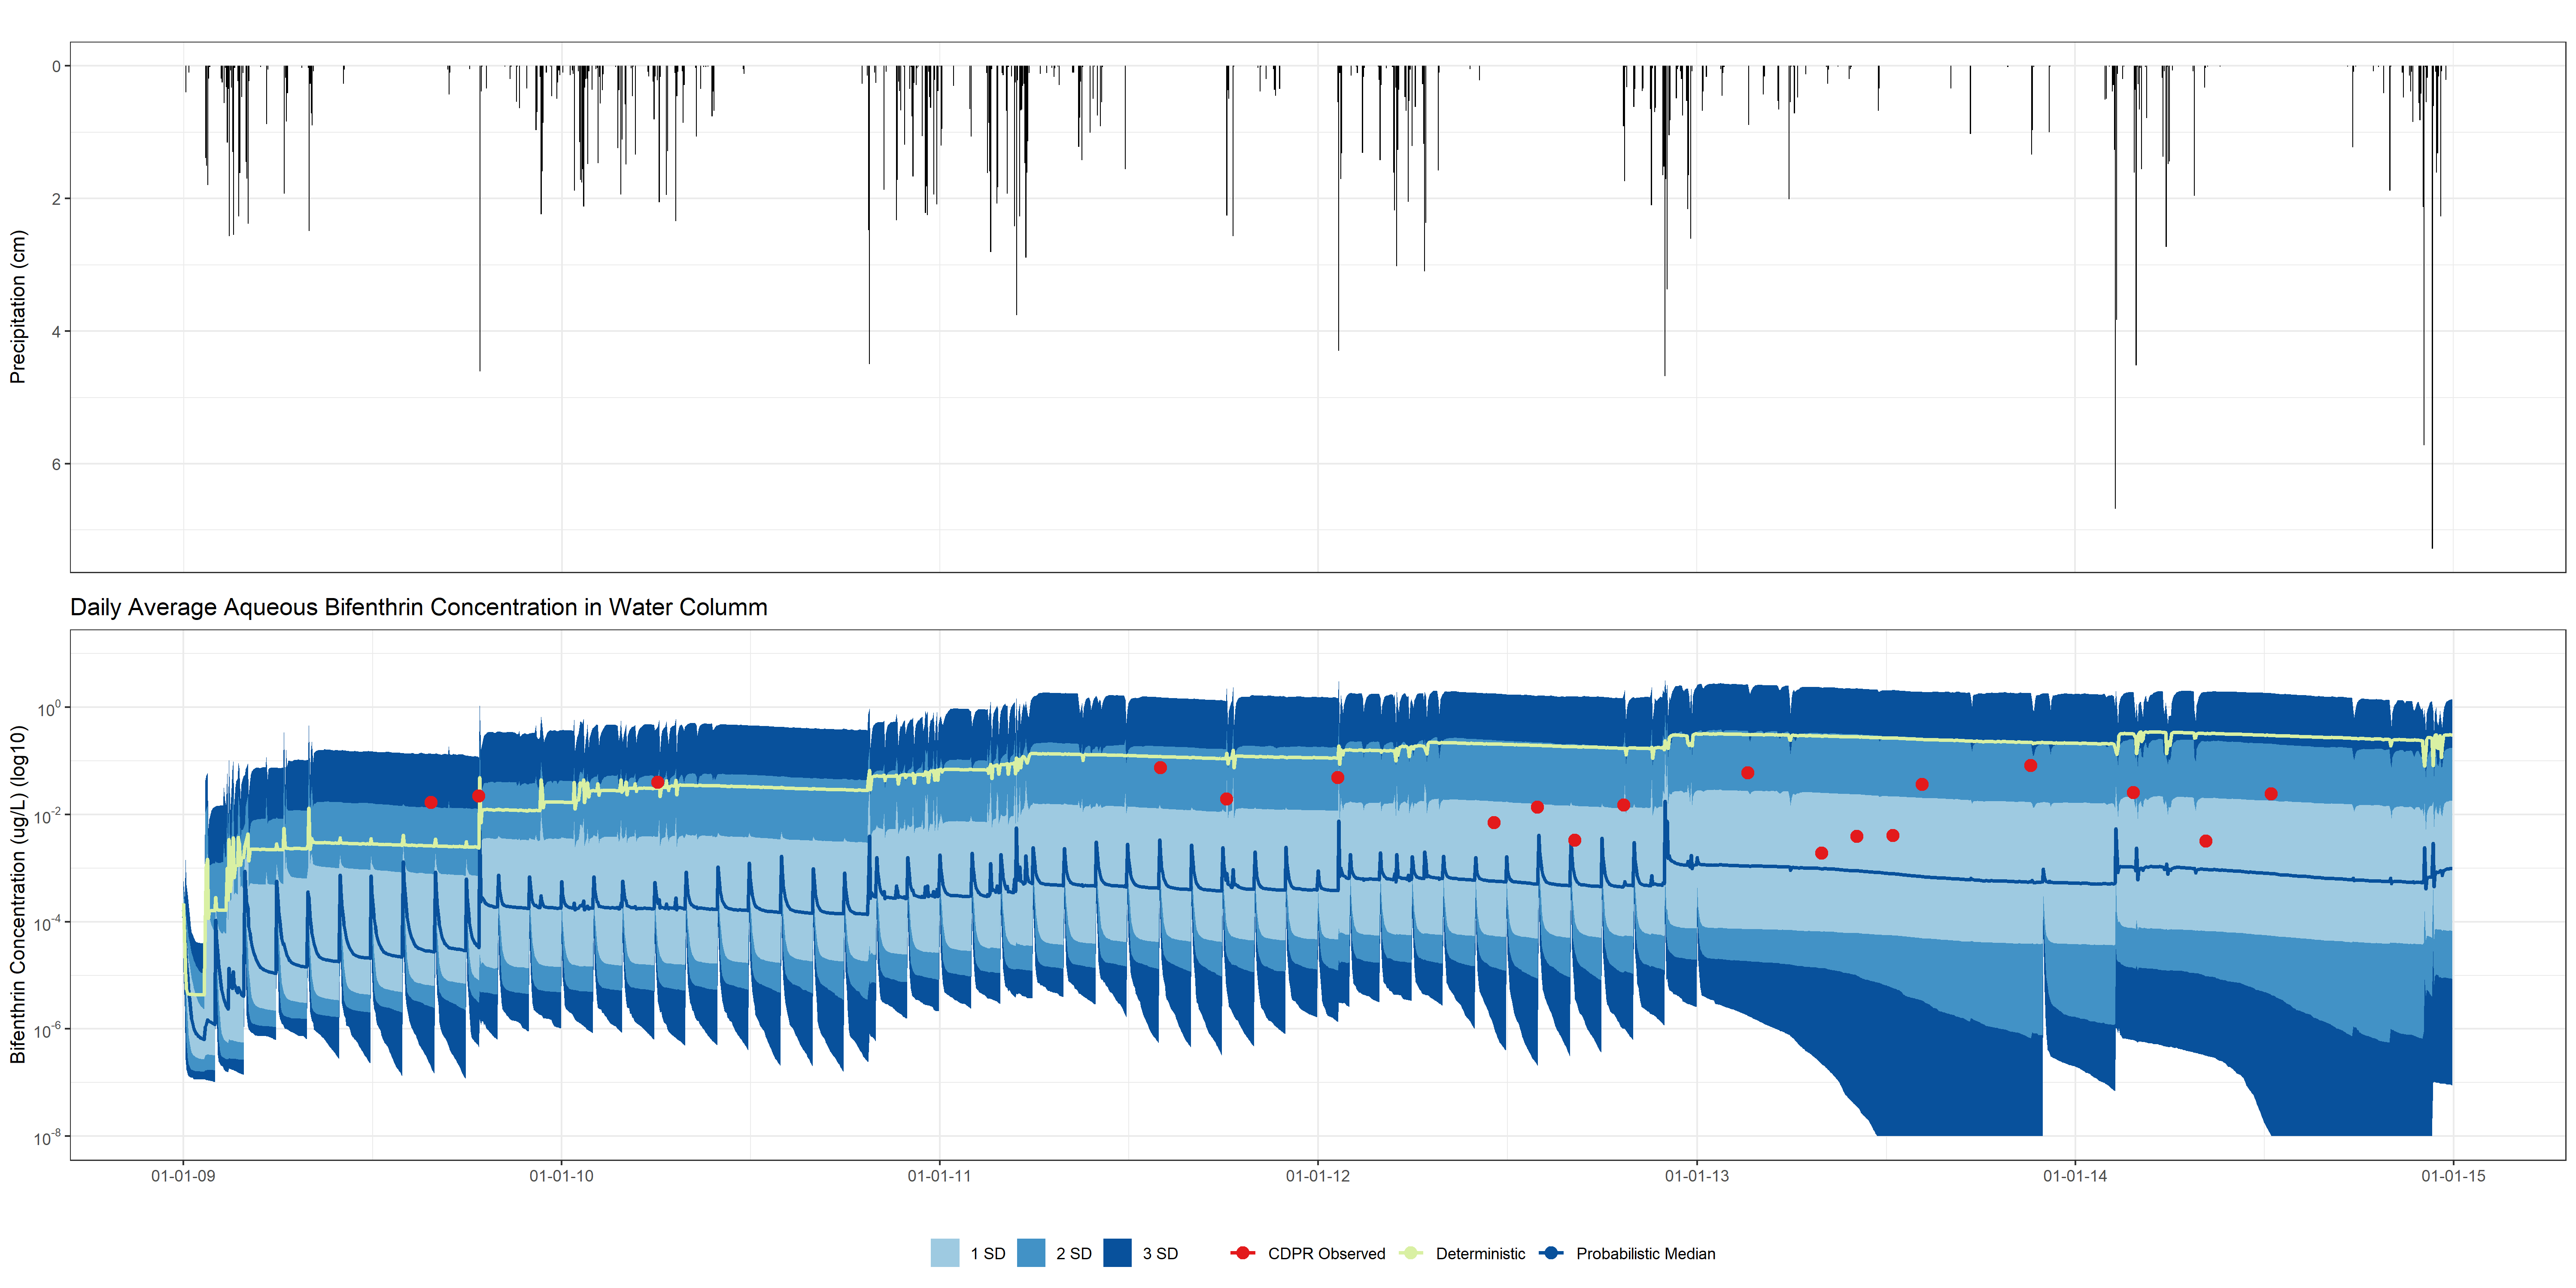 0
2
4
6
Precipitation (cm)
Daily Average Aqueous Bifenthrin Concentration in Water Columm
10^0
10^-2
10^-4
10^-6
10^-8
Bifenthrin Concentration (ug/L) (log10)
01-01-09 01-01-10 01-01-11 01-01-12 01-01-13 01-01-14 01-01-15
1 SD 2 SD 3 SD CDPR Observed Deterministic Probabilistic Median